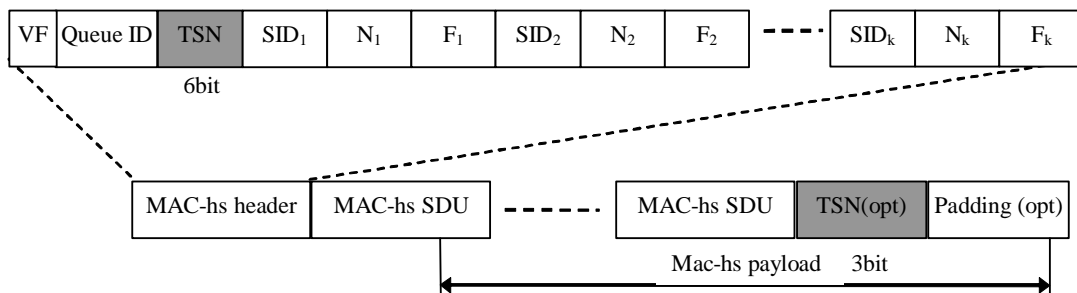 VF Queue ID TSN SID₁ N₁ F₁ SID₂ N₂ F₂ SIDₖ Nₖ Fₖ
6bit
MAC-hs header MAC-hs SDU MAC-hs SDU TSN(opt) Padding (opt)
Mac-hs payload 3bit